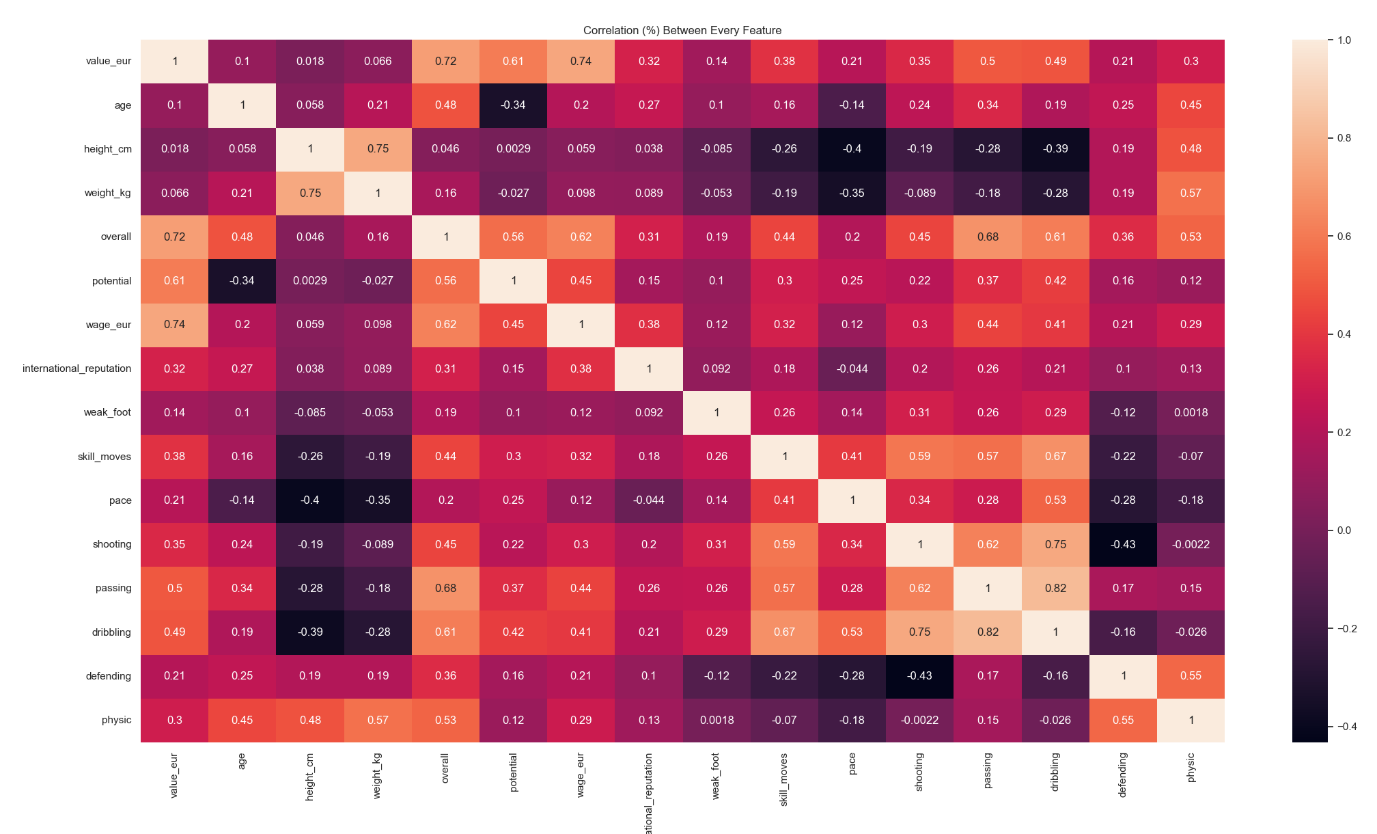 Correlation (%) Between Every Feature
value_eur 1 0.1 0.018 0.066 0.72 0.61 0.74 0.32 0.14 0.38 0.21 0.35 0.5 0.49 0.21 0.3
age 0.1 1 0.058 0.21 0.48 -0.34 0.2 0.27 0.1 0.16 -0.14 0.24 0.34 0.19 0.25 0.45
height_cm 0.018 0.058 1 0.75 0.046 0.0029 0.059 0.038 -0.085 -0.26 -0.4 -0.19 -0.28 -0.39 0.19 0.48
weight_kg 0.066 0.21 0.75 1 0.16 -0.027 0.098 0.089 -0.053 -0.19 -0.35 -0.089 -0.18 -0.28 0.19 0.57
overall 0.72 0.48 0.046 0.16 1 0.56 0.62 0.31 0.19 0.44 0.2 0.45 0.68 0.61 0.36 0.53
potential 0.61 -0.34 0.0029 -0.027 0.56 1 0.45 0.15 0.1 0.3 0.25 0.22 0.37 0.42 0.16 0.12
wage_eur 0.74 0.2 0.059 0.098 0.62 0.45 1 0.38 0.12 0.32 0.12 0.3 0.44 0.41 0.21 0.29
international_reputation 0.32 0.27 0.038 0.089 0.31 0.15 0.38 1 0.092 0.18 -0.044 0.2 0.26 0.21 0.1 0.13
weak_foot 0.14 0.1 -0.085 -0.053 0.19 0.1 0.12 0.092 1 0.26 0.14 0.31 0.26 0.29 -0.12 0.0018
skill_moves 0.38 0.16 -0.26 -0.19 0.44 0.3 0.32 0.18 0.26 1 0.41 0.59 0.57 0.67 -0.22 -0.07
pace 0.21 -0.14 -0.4 -0.35 0.2 0.25 0.12 -0.044 0.14 0.41 1 0.34 0.28 0.53 -0.28 -0.18
shooting 0.35 0.24 -0.19 -0.089 0.45 0.22 0.3 0.2 0.31 0.59 0.34 1 0.62 0.75 -0.43 -0.0022
passing 0.5 0.34 -0.28 -0.18 0.68 0.37 0.44 0.26 0.26 0.57 0.28 0.62 1 0.82 0.17 0.15
dribbling 0.49 0.19 -0.39 -0.28 0.61 0.42 0.41 0.21 0.29 0.67 0.53 0.75 0.82 1 -0.16 -0.026
defending 0.21 0.25 0.19 0.19 0.36 0.16 0.21 0.1 -0.12 -0.22 -0.28 -0.43 0.17 -0.16 1 0.55
physic 0.3 0.45 0.48 0.57 0.53 0.12 0.29 0.13 0.0018 -0.07 -0.18 -0.0022 0.15 -0.026 0.55 1
value_eur
age
height_cm
weight_kg
overall
potential
wage_eur
ational_reputation
weak_foot
skill_moves
pace
shooting
passing
dribbling
defending
physic
1.0
0.8
0.6
0.4
0.2
0.0
−0.2
−0.4